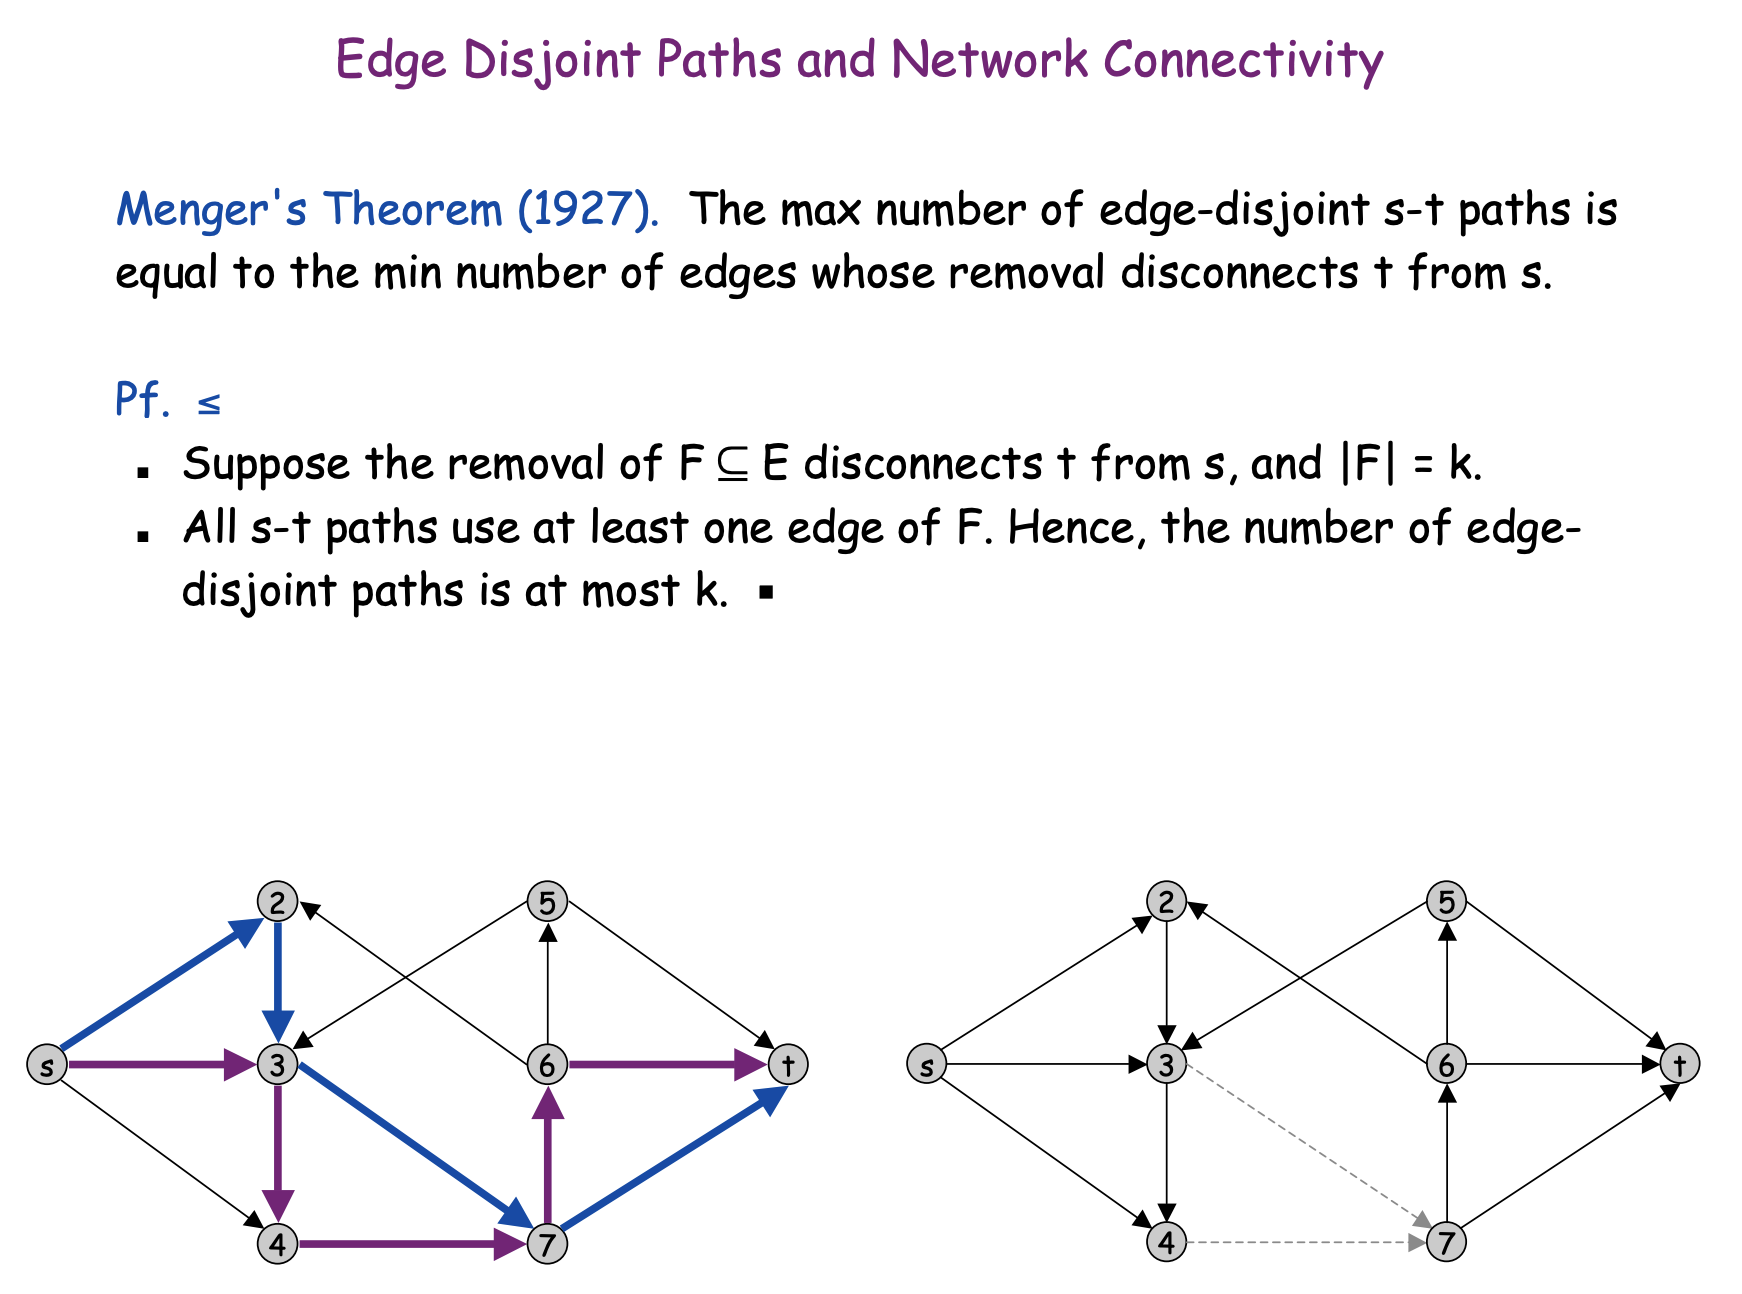 Edge Disjoint Paths and Network Connectivity
Menger's Theorem (1927). The max number of edge-disjoint s-t paths is
equal to the min number of edges whose removal disconnects t from s.
Pf. ≤
▪ Suppose the removal of F ⊆ E disconnects t from s, and |F| = k.
▪ All s-t paths use at least one edge of F. Hence, the number of edge-
disjoint paths is at most k. ▪
2 5 2 5
s 3 6 t s 3 6 t
4 7 4 7